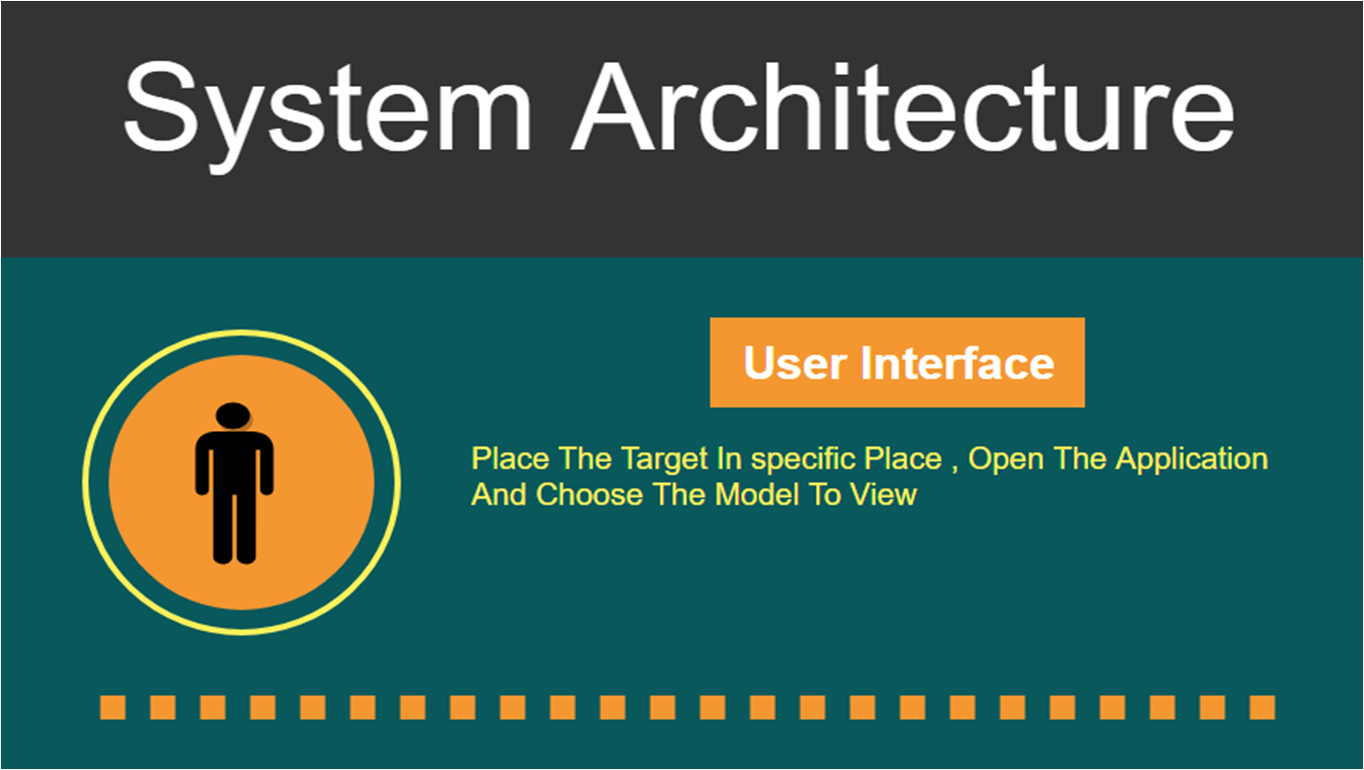 System Architecture
User Interface
Place The Target In specific Place , Open The Application
And Choose The Model To View